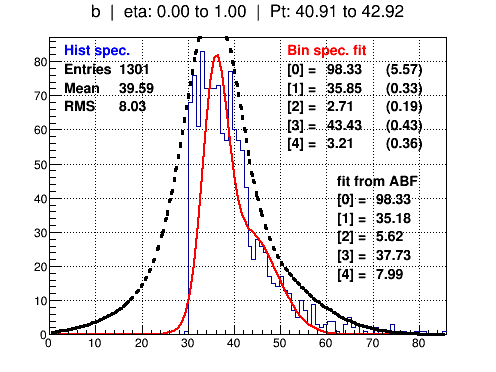 b | eta: 0.00 to 1.00 | Pt: 40.91 to 42.92
Hist spec.
Entries 1301
Mean 39.59
RMS 8.03
Bin spec. fit
[0] = 98.33 (5.57)
[1] = 35.85 (0.33)
[2] = 2.71 (0.19)
[3] = 43.43 (0.43)
[4] = 3.21 (0.36)
fit from ABF
[0] = 98.33
[1] = 35.18
[2] = 5.62
[3] = 37.73
[4] = 7.99
80
70
60
50
40
30
20
10
0
0 10 20 30 40 50 60 70 80